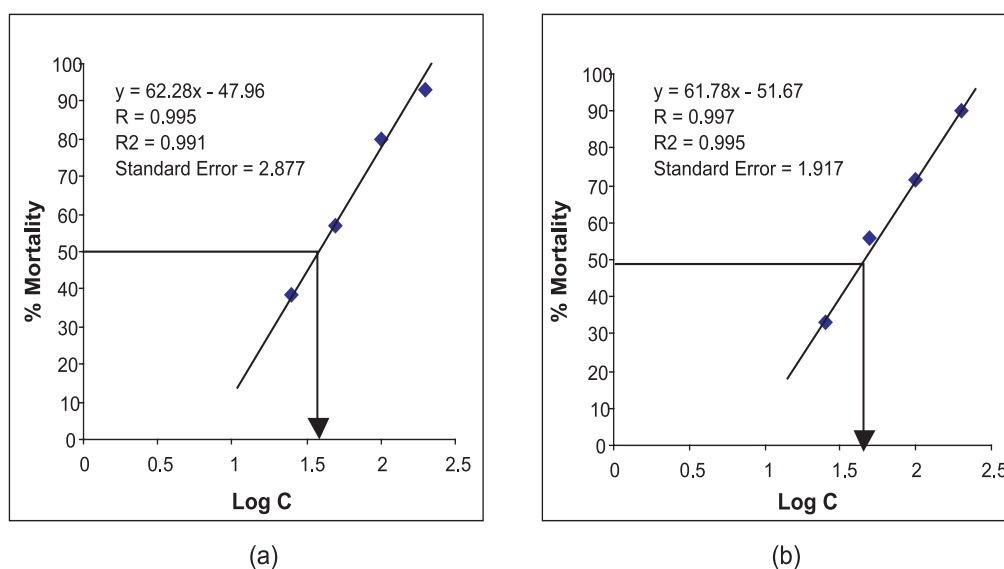 y = 62.28x - 47.96
R = 0.995
R2 = 0.991
Standard Error = 2.877
% Mortality
100
90
80
70
60
50
40
30
20
10
0
0 0.5 1 1.5 2 2.5
Log C
(a)
y = 61.78x - 51.67
R = 0.997
R2 = 0.995
Standard Error = 1.917
% Mortality
100
90
80
70
60
50
40
30
20
10
0
0 0.5 1 1.5 2 2.5
Log C
(b)